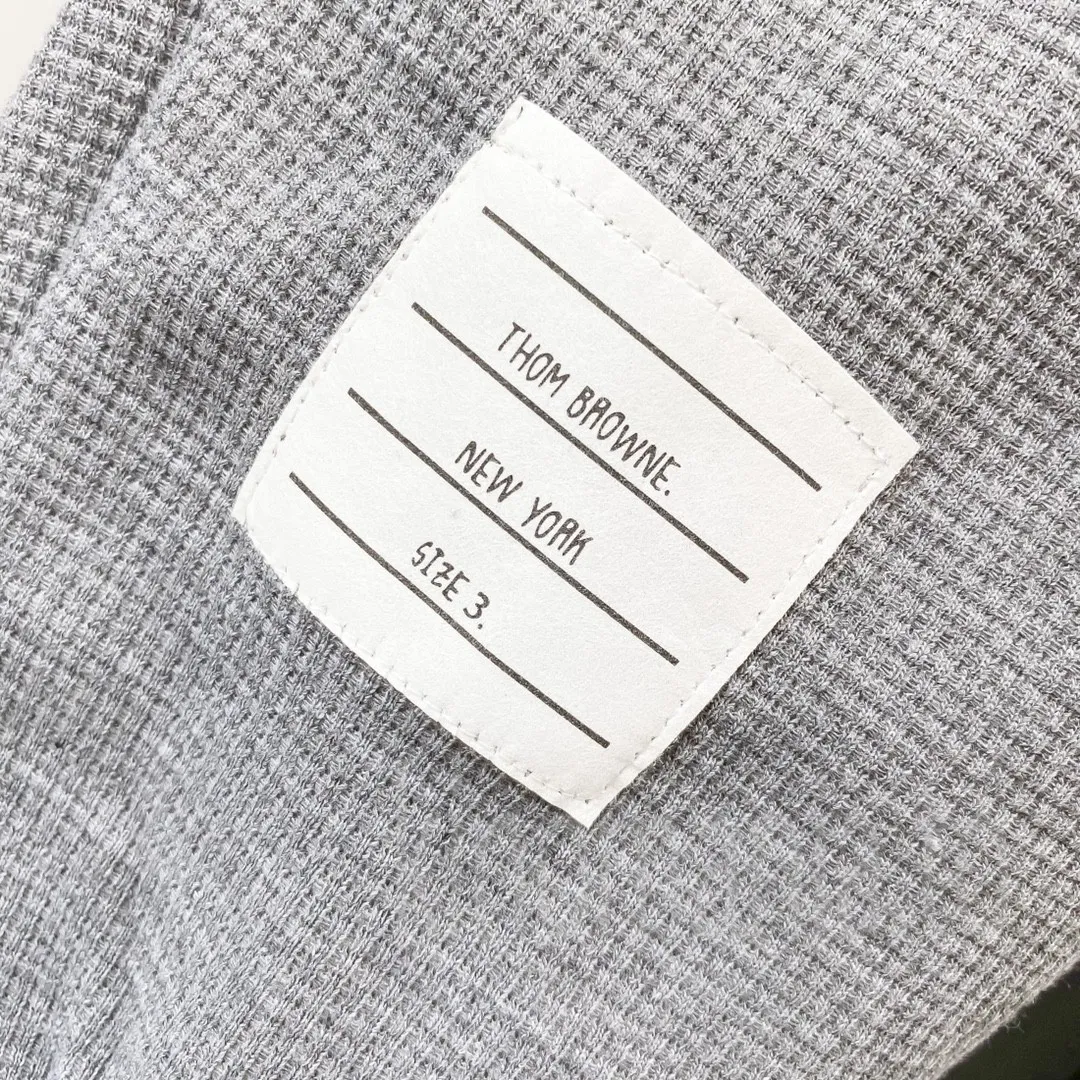 THOM BROWNE.
NEW YORK
SIZE 3.